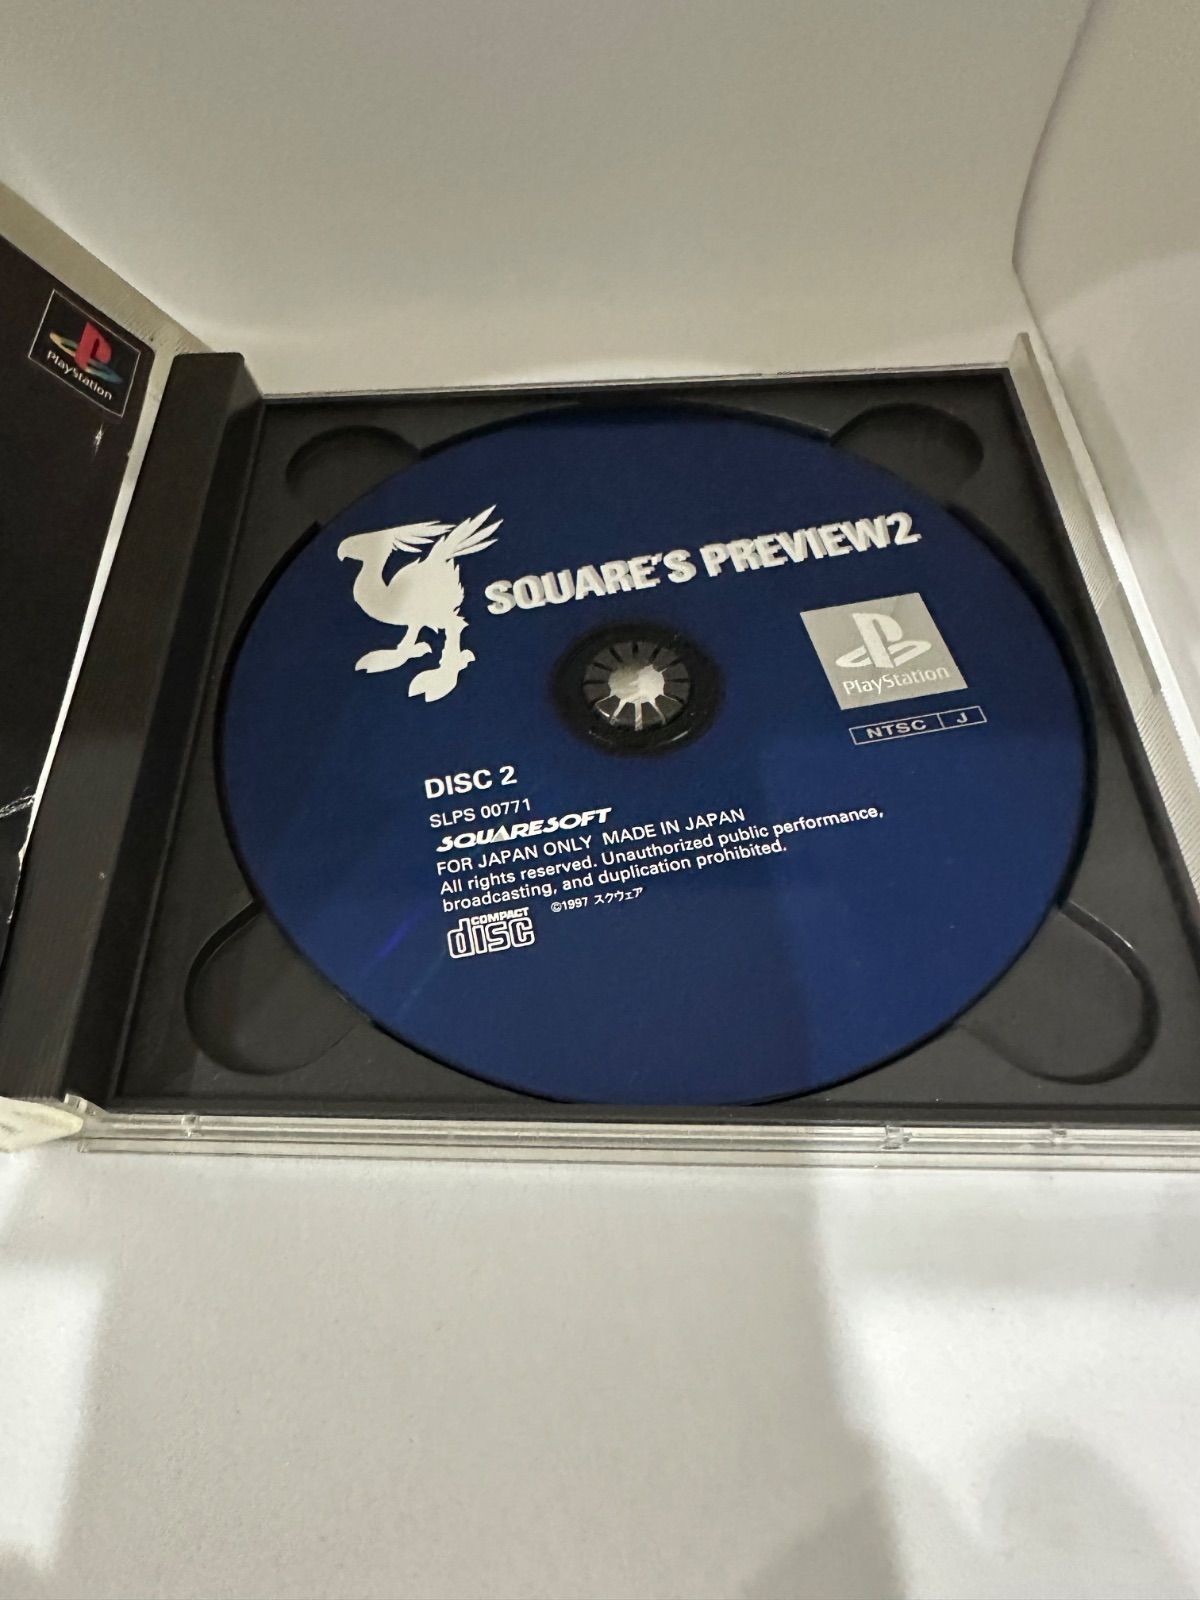 PlayStation
SQUARE'S PREVIEW2
PlayStation
NTSC J
DISC 2
SLPS 00771
SQUARESOFT
FOR JAPAN ONLY MADE IN JAPAN
All rights reserved. Unauthorized public performance,
broadcasting, and duplication prohibited.
©1997 スクウェア
COMPACT
disc